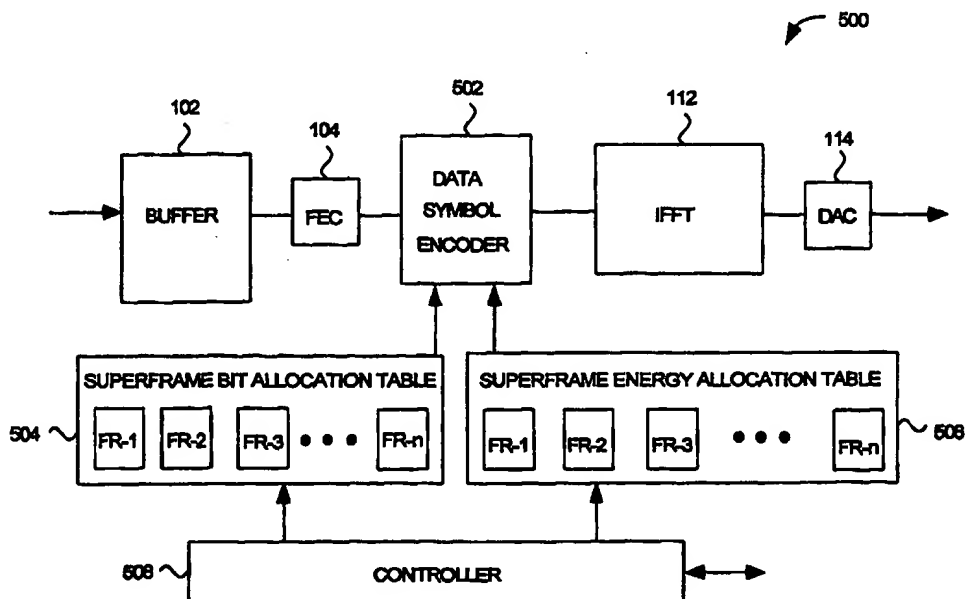 500
102
104
502
112
114
BUFFER
FEC
DATA
SYMBOL
ENCODER
IFFT
DAC
SUPERFRAME BIT ALLOCATION TABLE
FR-1 FR-2 FR-3 ••• FR-n
504
SUPERFRAME ENERGY ALLOCATION TABLE
FR-1 FR-2 FR-3 ••• FR-n
508
508
CONTROLLER